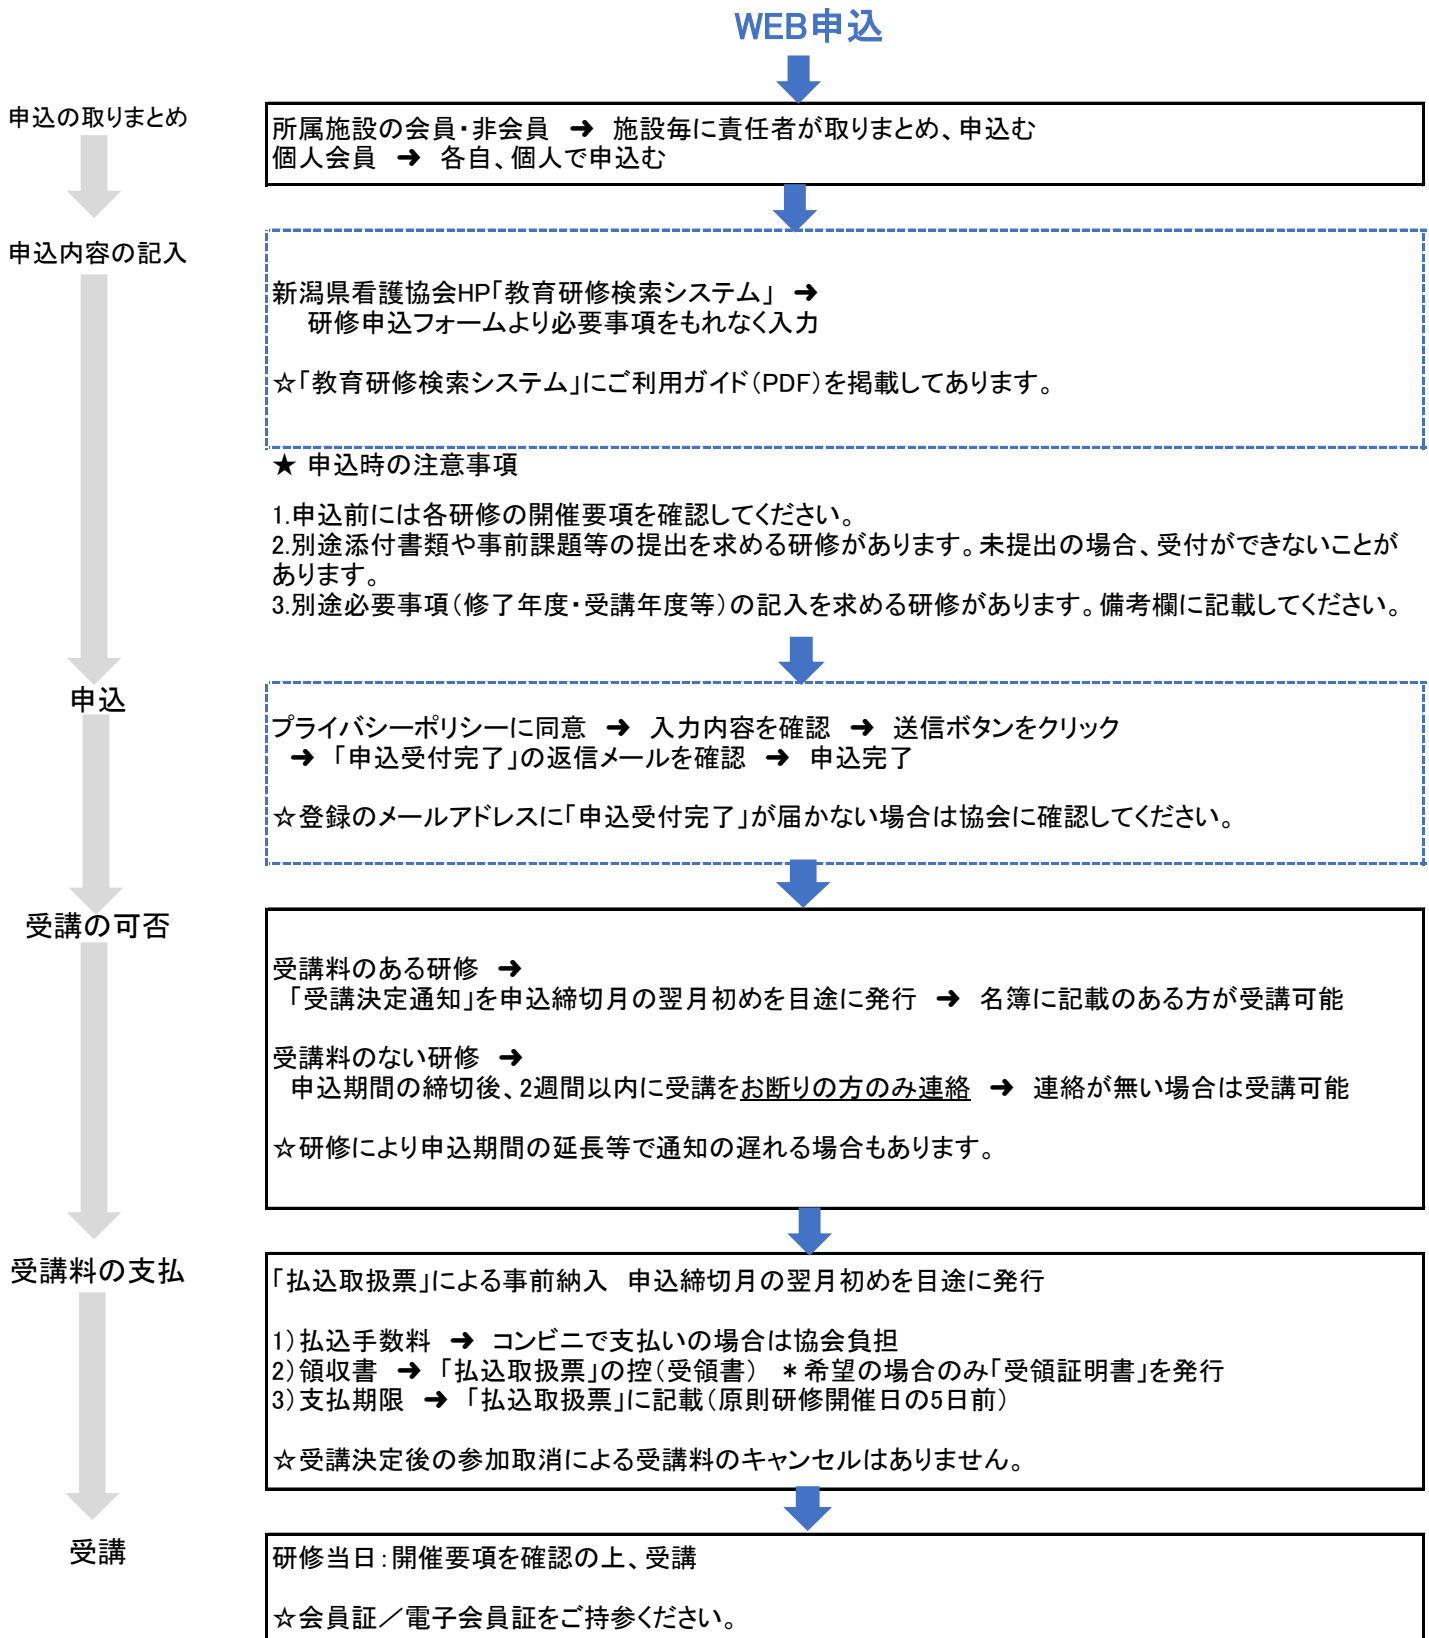 WEB申込
申込の取りまとめ
所属施設の会員・非会員 ➜ 施設毎に責任者が取りまとめ、申込む
個人会員 ➜ 各自、個人で申込む
申込内容の記入
新潟県看護協会HP「教育研修検索システム」 ➜
研修申込フォームより必要事項をもれなく入力
☆「教育研修検索システム」にご利用ガイド（PDF）を掲載してあります。
★ 申込時の注意事項
1.申込前には各研修の開催要項を確認してください。
2.別途添付書類や事前課題等の提出を求める研修があります。未提出の場合、受付ができないことが
あります。
3.別途必要事項（修了年度・受講年度等）の記入を求める研修があります。備考欄に記載してください。
申込
プライバシーポリシーに同意 ➜ 入力内容を確認 ➜ 送信ボタンをクリック
➜ 「申込受付完了」の返信メールを確認 ➜ 申込完了
☆登録のメールアドレスに「申込受付完了」が届かない場合は協会に確認してください。
受講の可否
受講料のある研修 ➜
「受講決定通知」を申込締切月の翌月初めを目途に発行 ➜ 名簿に記載のある方が受講可能
受講料のない研修 ➜
申込期間の締切後、2週間以内に受講をお断りの方のみ連絡 ➜ 連絡が無い場合は受講可能
☆研修により申込期間の延長等で通知の遅れる場合もあります。
受講料の支払
「払込取扱票」による事前納入 申込締切月の翌月初めを目途に発行
1）払込手数料 ➜ コンビニで支払いの場合は協会負担
2）領収書 ➜ 「払込取扱票」の控（受領書） ＊希望の場合のみ「受領証明書」を発行
3）支払期限 ➜ 「払込取扱票」に記載（原則研修開催日の5日前）
☆受講決定後の参加取消による受講料のキャンセルはありません。
受講
研修当日：開催要項を確認の上、受講
☆会員証／電子会員証をご持参ください。